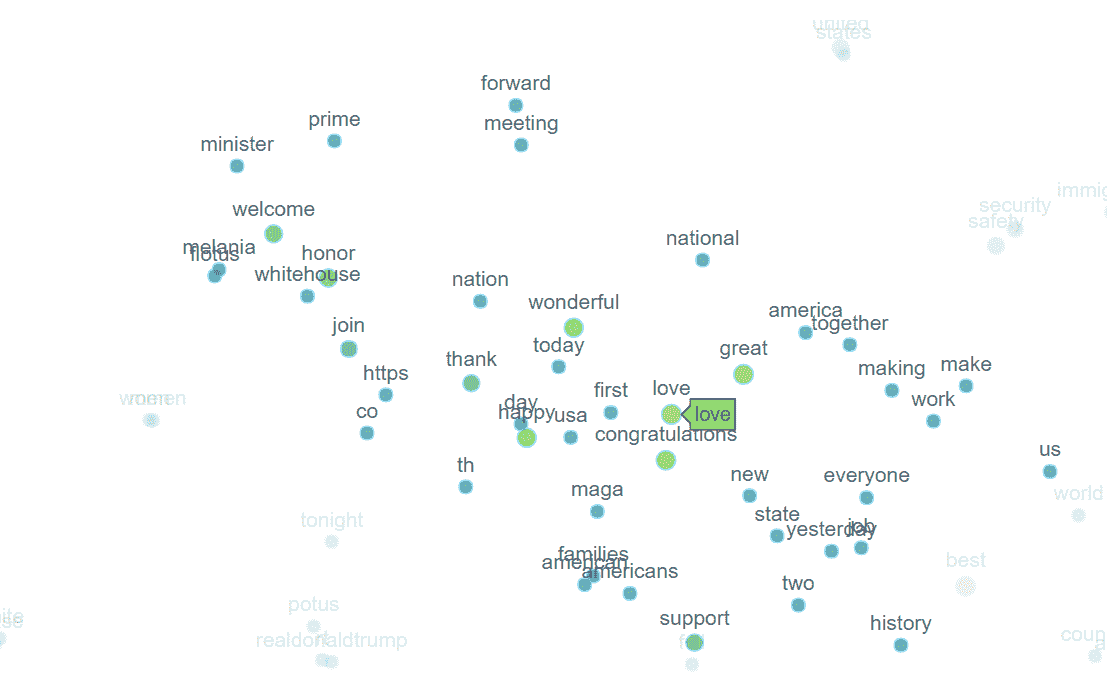 united
states
forward
prime
meeting
minister
security
welcome
safety
national
melania
flotus
honor
whitehouse
nation
wonderful
america
together
join
today
great
thank
making
make
https
first
love
women
day
work
co
happy
usa
love
congratulations
us
th
new
everyone
maga
world
state
yesterday
job
tonight
families
american
americans
best
two
potus
support
history
realdonaldtrump